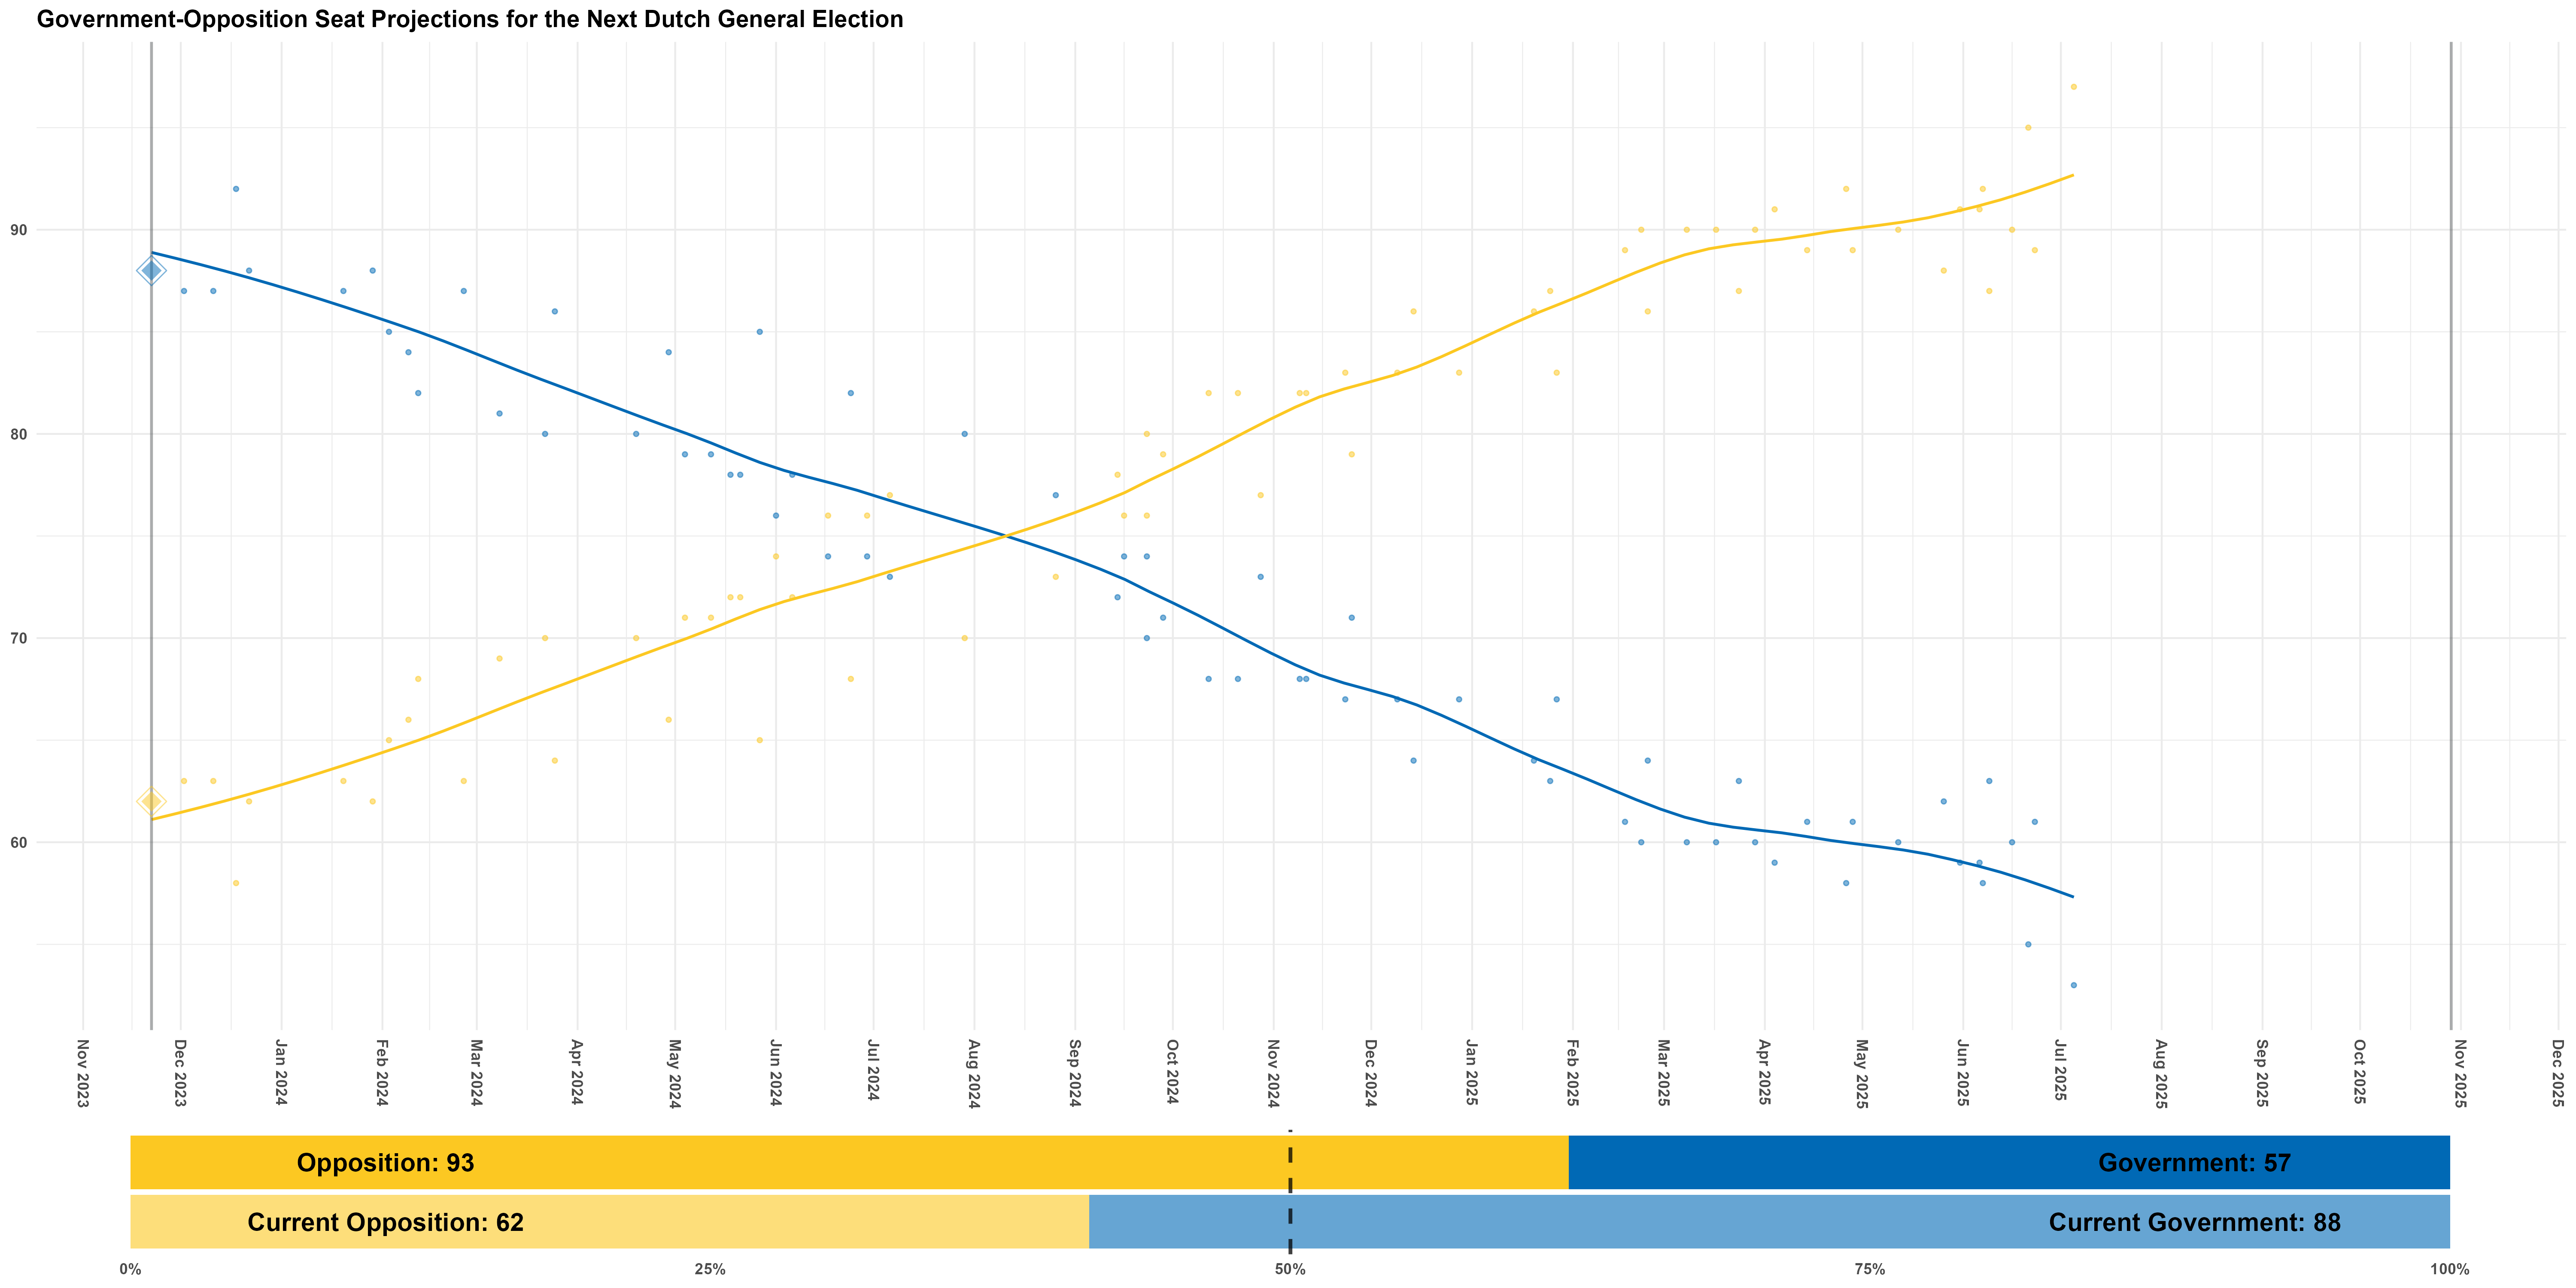 Government-Opposition Seat Projections for the Next Dutch General Election
90
80
70
60
Nov 2023
Dec 2023
Jan 2024
Feb 2024
Mar 2024
Apr 2024
May 2024
Jun 2024
Jul 2024
Aug 2024
Sep 2024
Oct 2024
Nov 2024
Dec 2024
Jan 2025
Feb 2025
Mar 2025
Apr 2025
May 2025
Jun 2025
Jul 2025
Aug 2025
Sep 2025
Oct 2025
Nov 2025
Dec 2025
Opposition: 93 Government: 57
Current Opposition: 62 Current Government: 88
0% 25% 50% 75% 100%